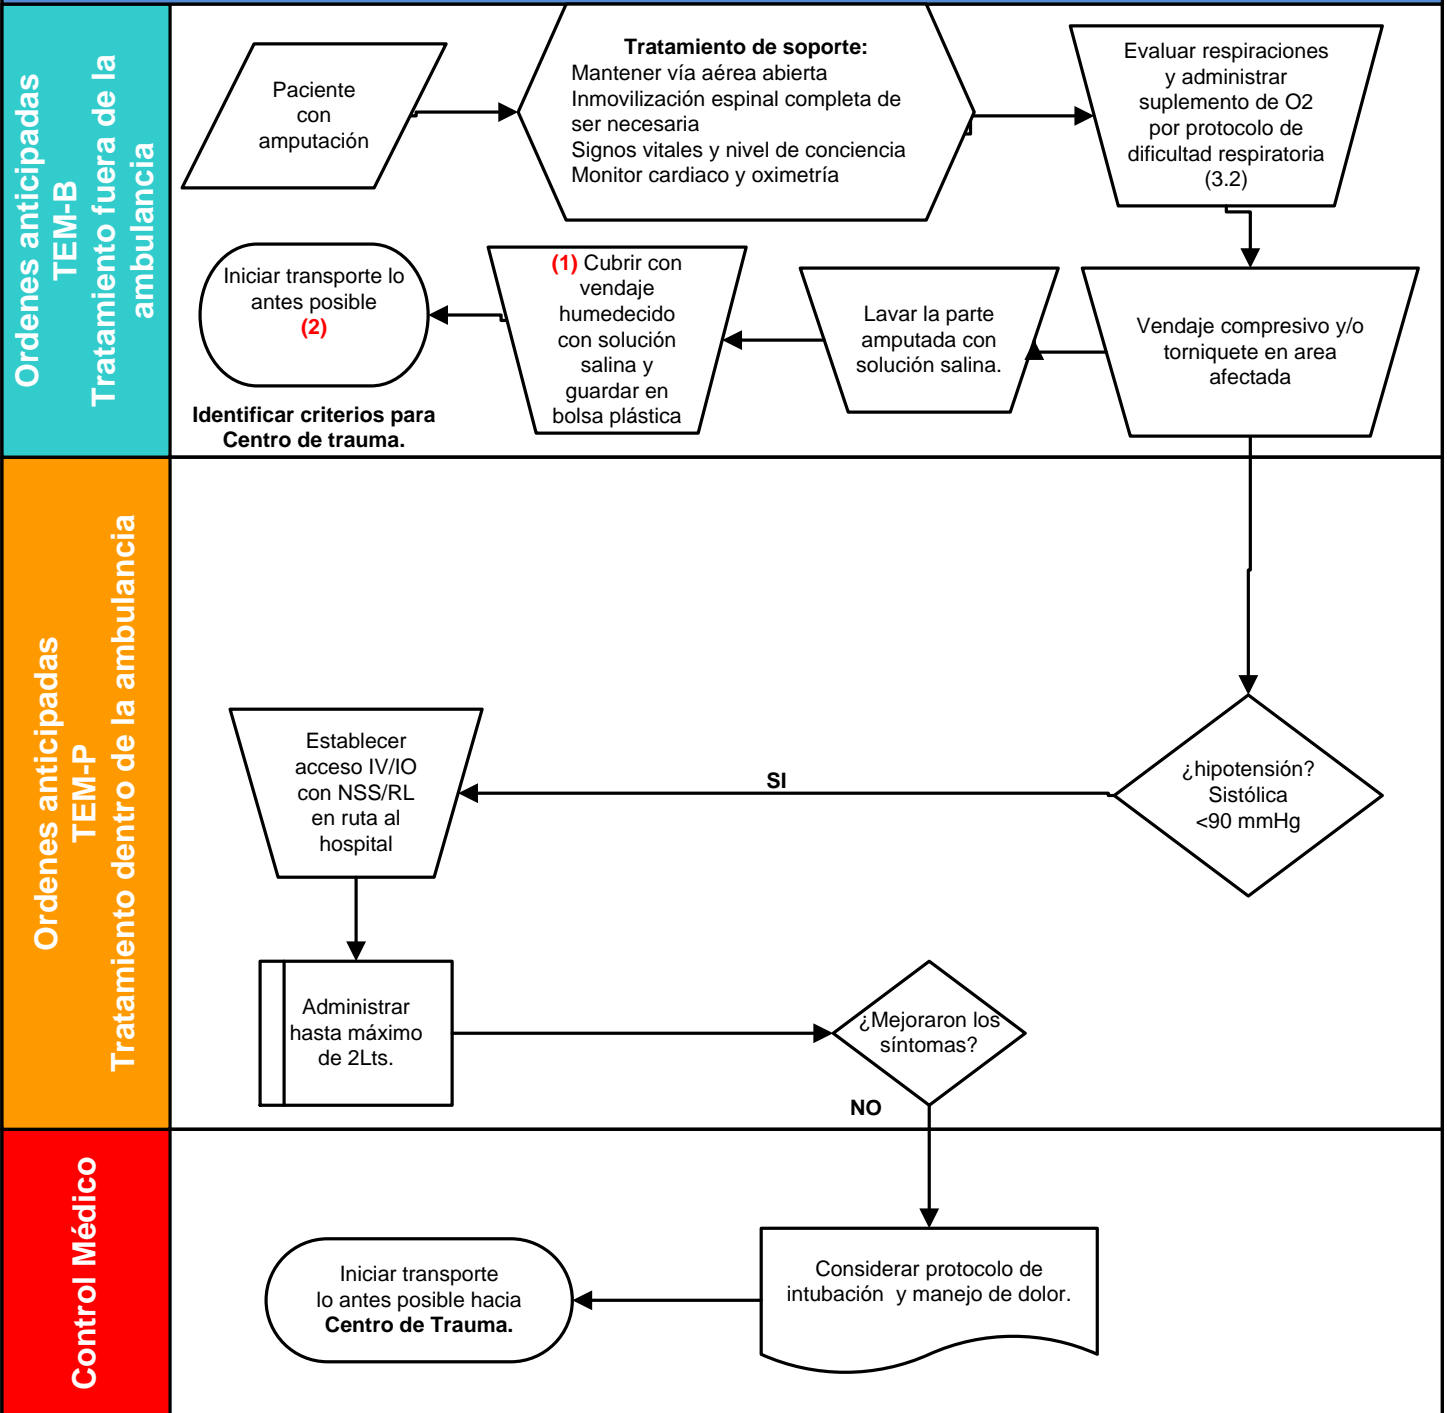 Ordenes anticipadas
TEM-B
Tratamiento fuera de la
ambulancia
Paciente
con
amputación
Tratamiento de soporte:
Mantener vía aérea abierta
Inmovilización espinal completa de
ser necesaria
Signos vitales y nivel de conciencia
Monitor cardiaco y oximetría
Evaluar respiraciones
y administrar
suplemento de O2
por protocolo de
dificultad respiratoria
(3.2)
Vendaje compresivo y/o
torniquete en area
afectada
Lavar la parte
amputada con
solución salina.
(1) Cubrir con
vendaje
humedecido
con solución
salina y
guardar en
bolsa plástica
Iniciar transporte lo
antes posible
(2)
Identificar criterios para
Centro de trauma.
Ordenes anticipadas
TEM-P
Tratamiento dentro de la ambulancia
¿hipotensión?
Sistólica
<90 mmHg
SI
Establecer
acceso IV/IO
con NSS/RL
en ruta al
hospital
Administrar
hasta máximo
de 2Lts.
¿Mejoraron los
síntomas?
NO
Control Médico
Considerar protocolo de
intubación  y manejo de dolor.
Iniciar transporte
lo antes posible hacia
Centro de Trauma.